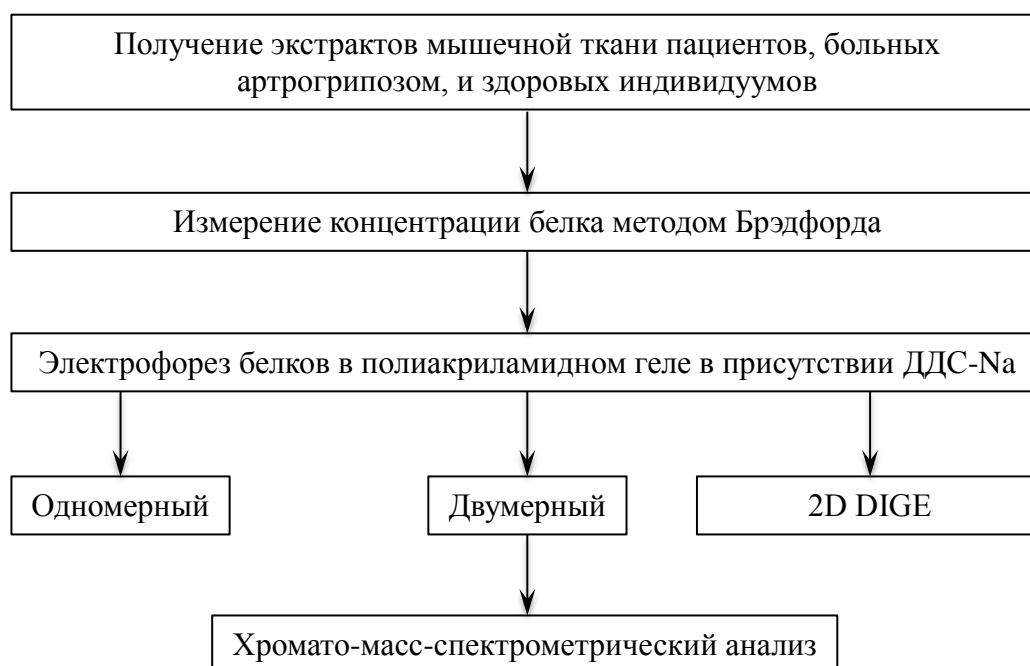 Получение экстрактов мышечной ткани пациентов, больных
артрогрипозом, и здоровых индивидуумов
Измерение концентрации белка методом Брэдфорда
Электрофорез белков в полиакриламидном геле в присутствии ДДС-Na
Одномерный
Двумерный
2D DIGE
Хромато-масс-спектрометрический анализ